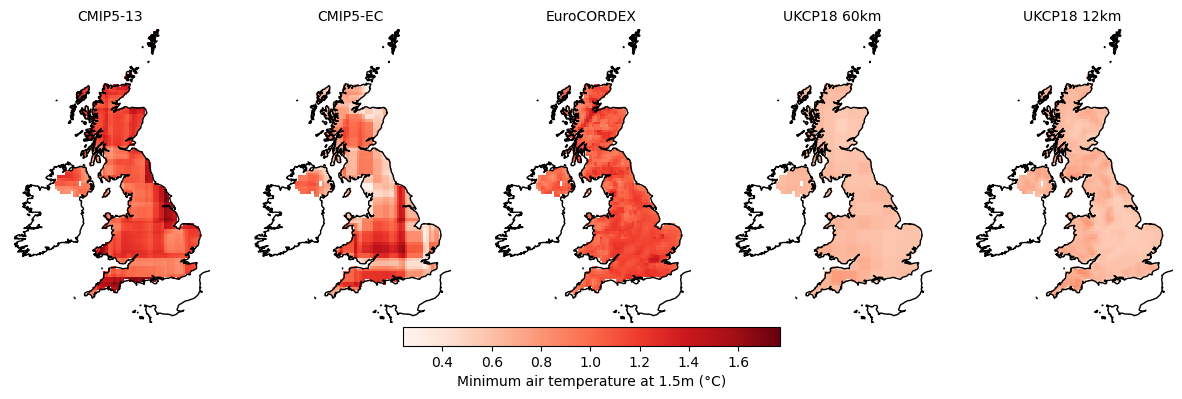 CMIP5-13
CMIP5-EC
EuroCORDEX
UKCP18 60km
UKCP18 12km
0.4 0.6 0.8 1.0 1.2 1.4 1.6
Minimum air temperature at 1.5m (°C)